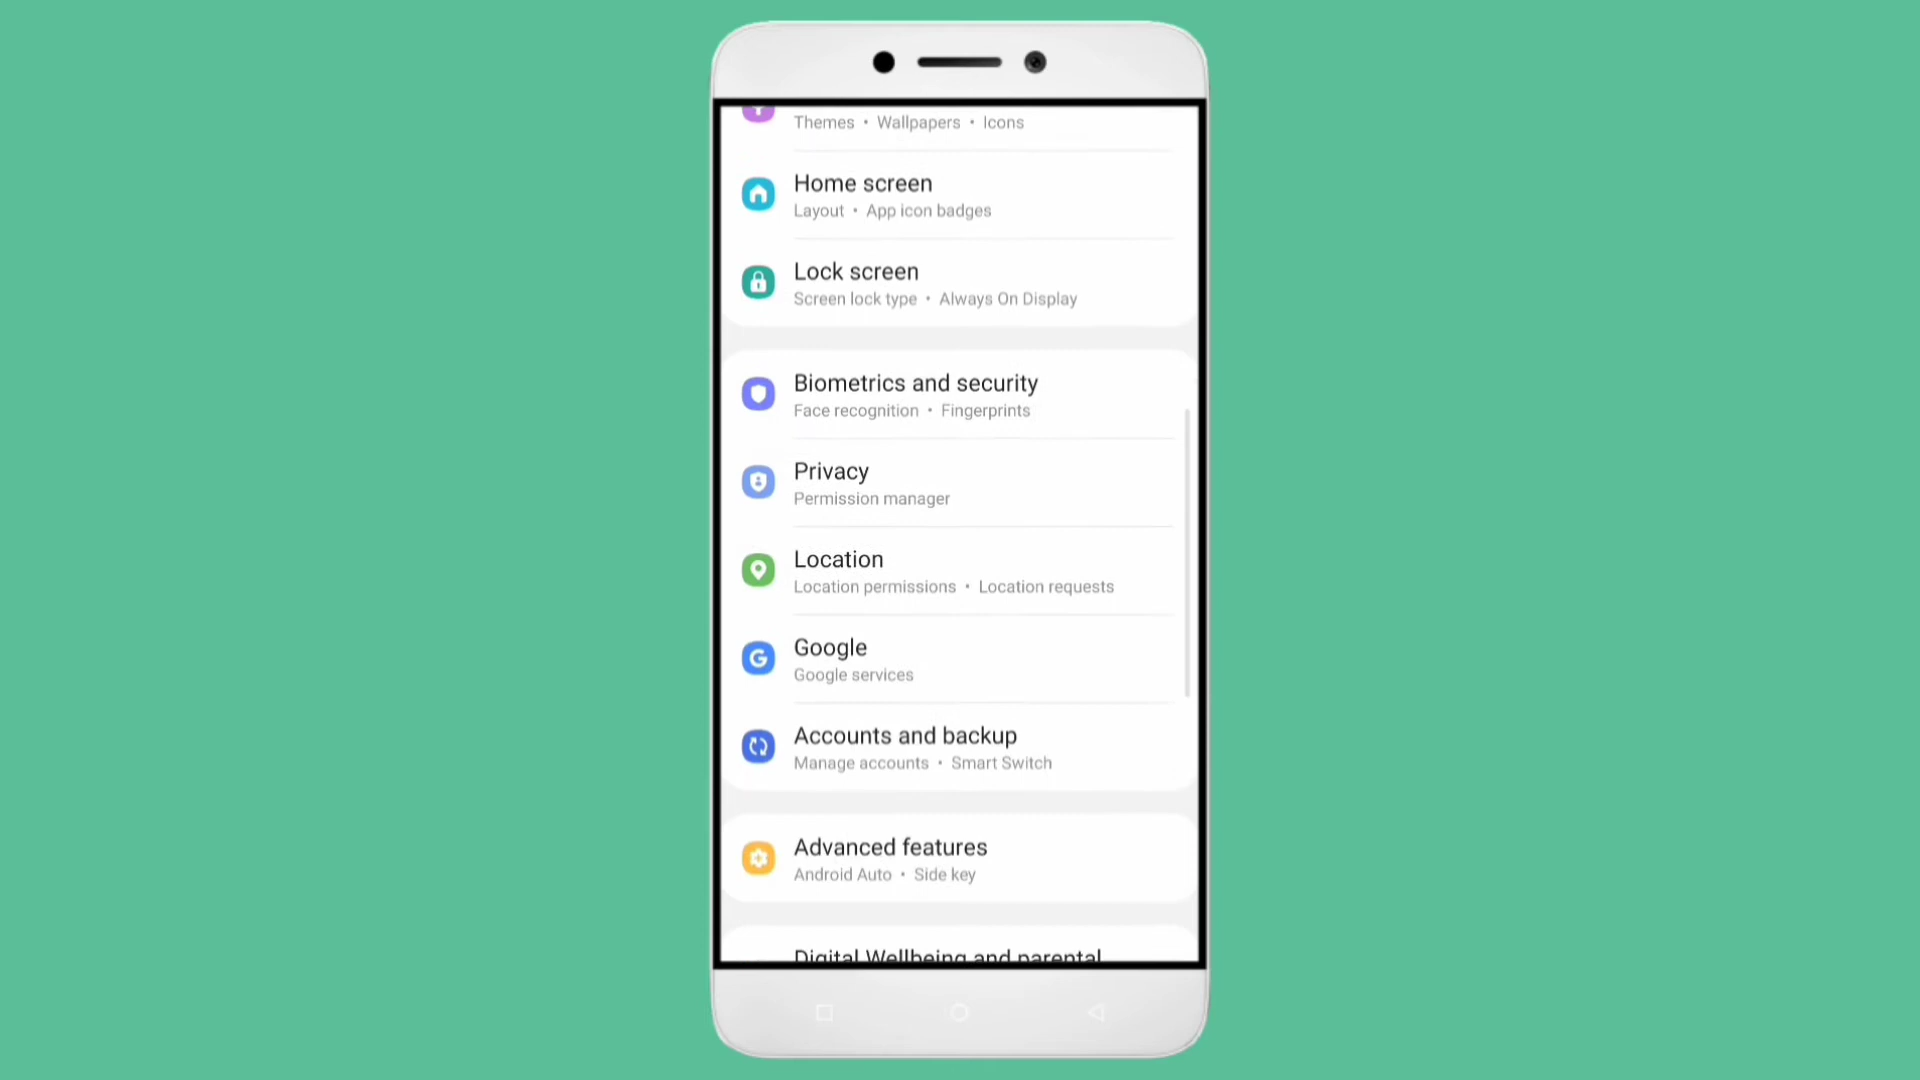 Themes • Wallpapers • Icons
Home screen
Layout • App icon badges
Lock screen
Screen lock type • Always On Display
Biometrics and security
Face recognition • Fingerprints
Privacy
Permission manager
Location
Location permissions • Location requests
Google
Google services
Accounts and backup
Manage accounts • Smart Switch
Advanced features
Android Auto • Side key
Digital Wellbeing and parental